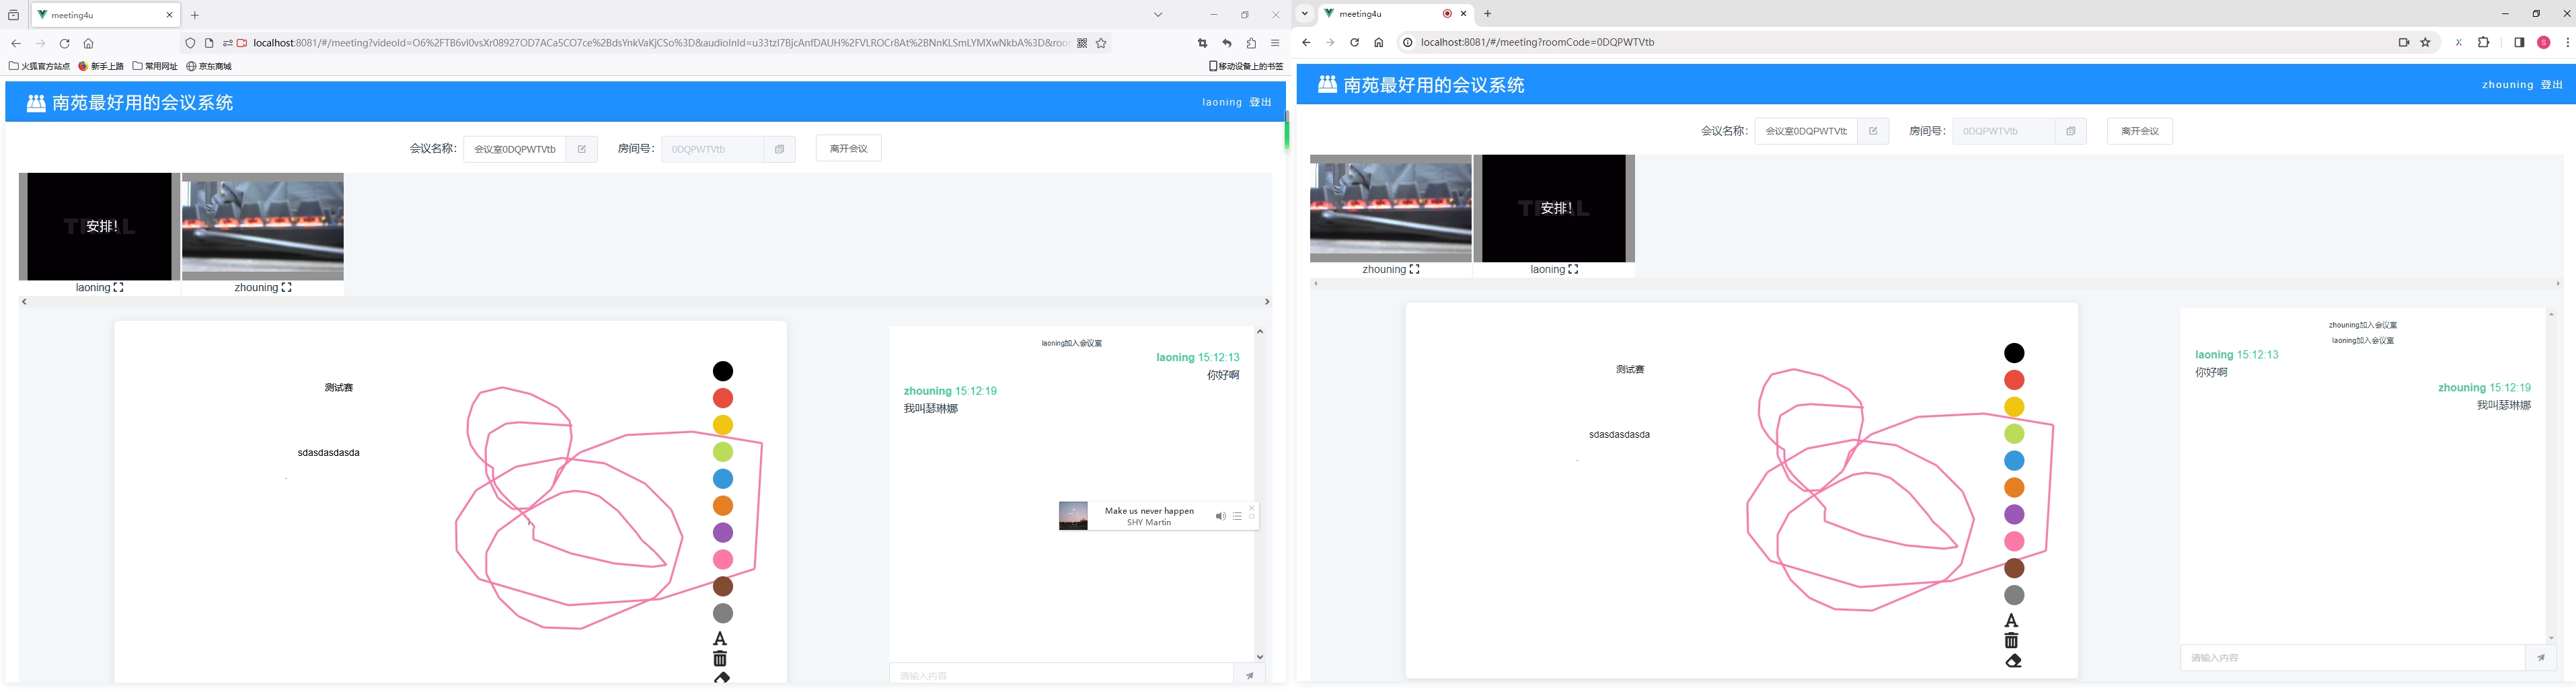 meeting4u
localhost:8081/#/meeting?videoId=O6%2FTB6vI0vsXr08927OD7ACa5CO7ce%2BdsYnkVaKjCSo%3D&audioInId=u33tzI7BjcAnfDAUH%2FVLROCr8At%2BNnKLSmLYMXwNkbA%3D&roo
火狐官方站点 新手上路 常用网址 京东商城 移动设备上的书签
南苑最好用的会议系统 laoning 登出
会议名称: 会议室0DQPWTVtb 房间号: 0DQPWTVtb 离开会议
安排!
laoning zhouning
测试赛
sdasdasdasda
laoning加入会议室
laoning 15:12:13
你好啊
zhouning 15:12:19
我叫瑟琳娜
Make us never happen
SHY Martin
A
请输入内容
meeting4u
localhost:8081/#/meeting?roomCode=0DQPWTVtb
X S
南苑最好用的会议系统 zhouning 登出
会议名称: 会议室0DQPWTVtb 房间号: 0DQPWTVtb 离开会议
安排!
zhouning laoning
测试赛
sdasdasdasda
zhouning加入会议室
laoning加入会议室
laoning 15:12:13
你好啊
zhouning 15:12:19
我叫瑟琳娜
A
请输入内容